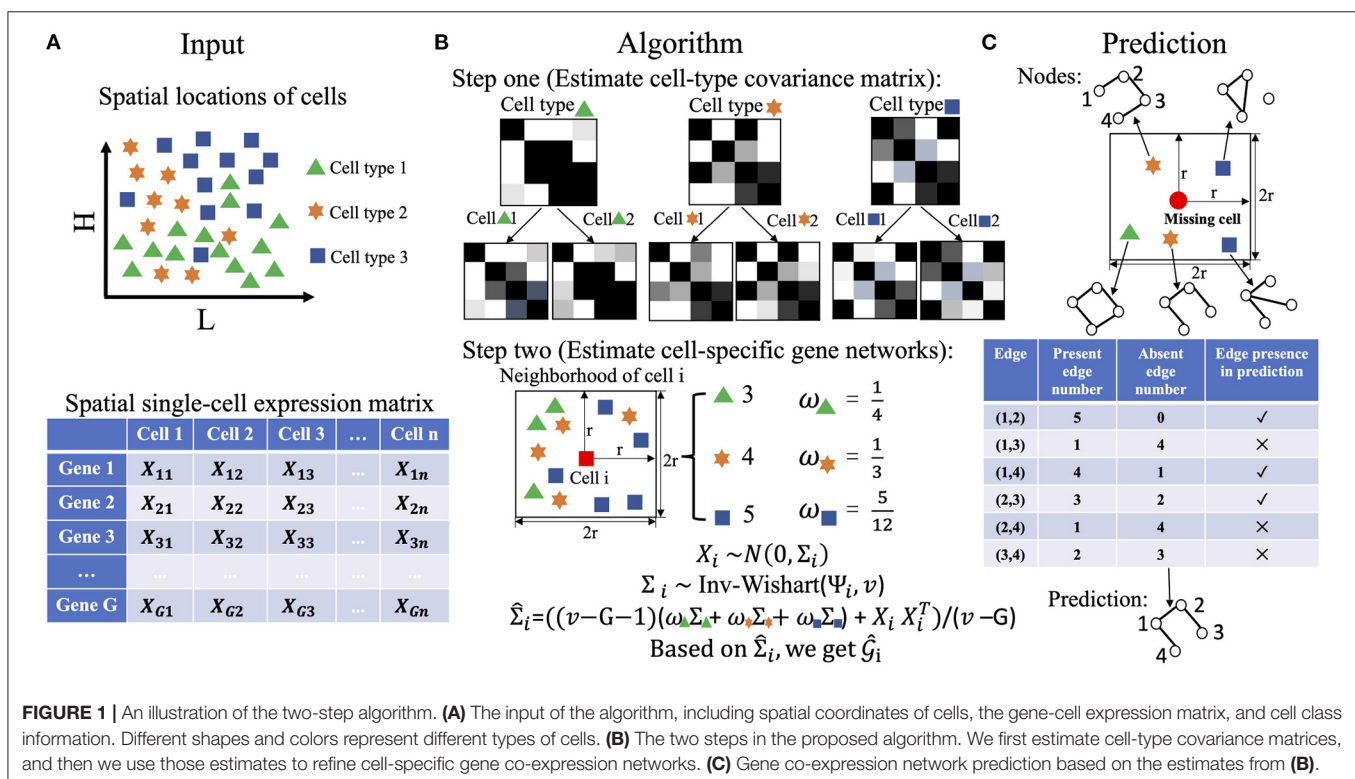 A
Input
Spatial locations of cells
H
L
Cell type 1
Cell type 2
Cell type 3
Spatial single-cell expression matrix
Cell 1 Cell 2 Cell 3 ... Cell n
Gene 1 X₁₁ X₁₂ X₁₃ ... X₁ₙ
Gene 2 X₂₁ X₂₂ X₂₃ ... X₂ₙ
Gene 3 X₃₁ X₃₂ X₃₃ ... X₃ₙ
... ... ... ... ... ...
Gene G X_G1 X_G2 X_G3 ... X_Gn
B
Algorithm
Step one (Estimate cell-type covariance matrix):
Cell type▲ Cell type✶ Cell type■
Cell▲1 Cell▲2 Cell✶1 Cell✶2 Cell■1 Cell■2
Step two (Estimate cell-specific gene networks):
Neighborhood of cell i
r
r
Cell i
2r
2r
▲ 3 ω▲ = 1/4
✶ 4 ω✶ = 1/3
■ 5 ω■ = 5/12
Xᵢ ~N(0, Σᵢ)
Σ ᵢ ~ Inv-Wishart(Ψᵢ, v)
Σ̂ᵢ=((v−G−1)(ω▲Σ▲+ ω✶Σ✶+ ω■Σ■) + Xᵢ Xᵢᵀ)/(v −G)
Based on Σ̂ᵢ, we get 𝒢̂ᵢ
C
Prediction
Nodes:
1
2
3
4
r
r
Missing cell
2r
2r
Edge Present edge number Absent edge number Edge presence in prediction
(1,2) 5 0 ✓
(1,3) 1 4 ×
(1,4) 4 1 ✓
(2,3) 3 2 ✓
(2,4) 1 4 ×
(3,4) 2 3 ×
Prediction:
1
2
3
4
FIGURE 1 | An illustration of the two-step algorithm. (A) The input of the algorithm, including spatial coordinates of cells, the gene-cell expression matrix, and cell class
information. Different shapes and colors represent different types of cells. (B) The two steps in the proposed algorithm. We first estimate cell-type covariance matrices,
and then we use those estimates to refine cell-specific gene co-expression networks. (C) Gene co-expression network prediction based on the estimates from (B).